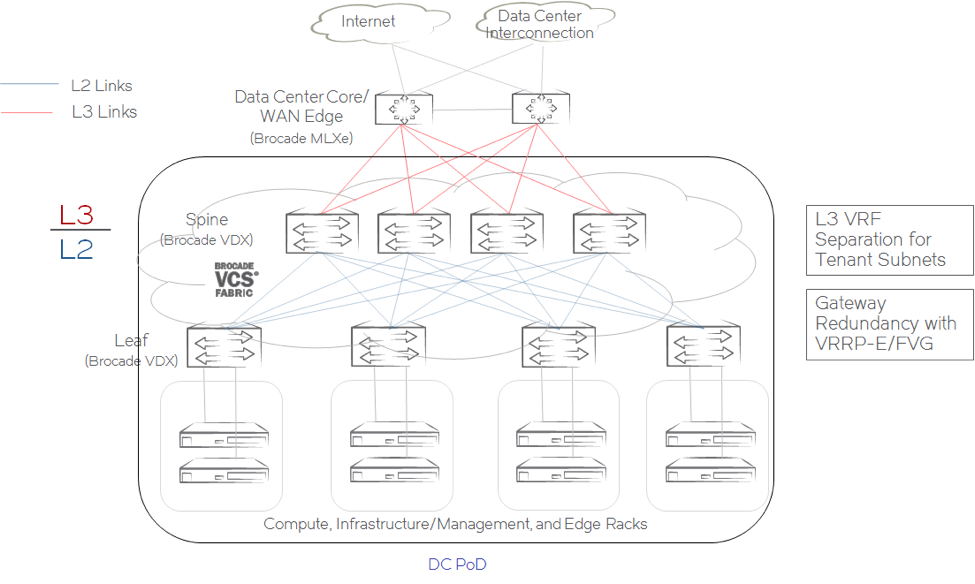 Internet
Data Center
Interconnection
L2 Links
L3 Links
Data Center Core/
WAN Edge
(Brocade MLXe)
L3
L2
Spine
(Brocade VDX)
BROCADE
VCS®
FABRIC
L3 VRF
Separation for
Tenant Subnets
Gateway
Redundancy with
VRRP-E/FVG
Leaf
(Brocade VDX)
Compute, Infrastructure/Management, and Edge Racks
DC PoD